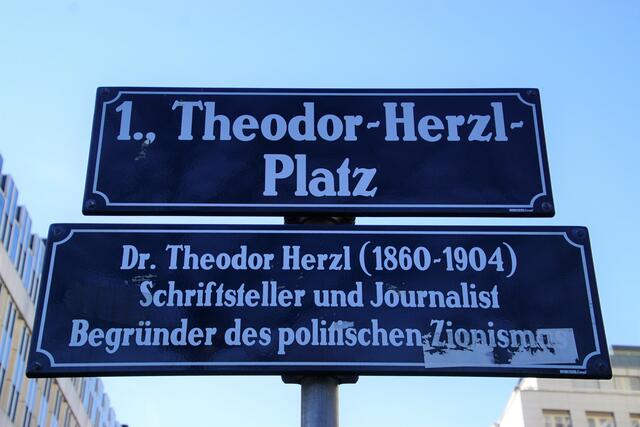 1., Theodor-Herzl-
Platz
Dr. Theodor Herzl (1860-1904)
Schriftsteller und Journalist
Begründer des politischen Zionismus